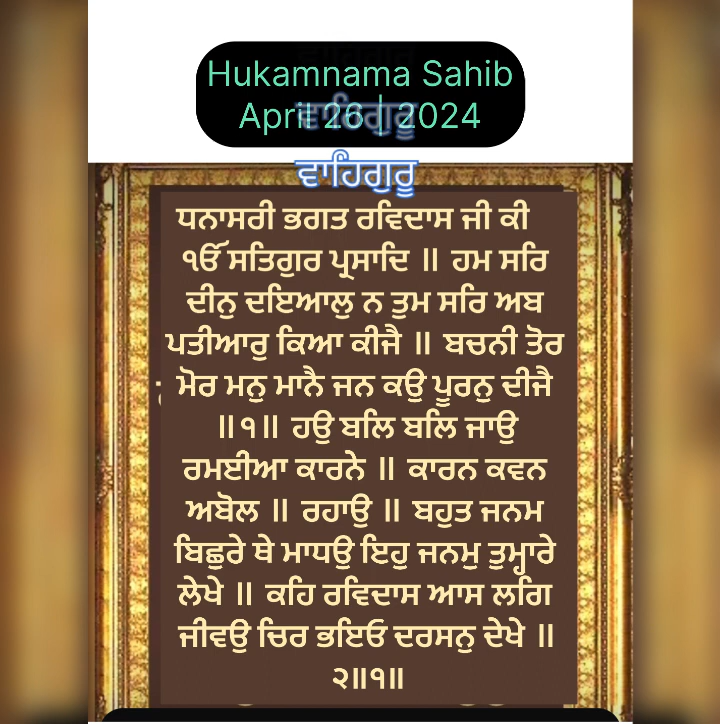 Hukamnama Sahib
April 26 | 2024
ਵਾਹਿਗੁਰੂ
ਵਾਹਿਗੁਰੂ
ਧਨਾਸਰੀ ਭਗਤ ਰਵਿਦਾਸ ਜੀ ਕੀ
ੴ ਸਤਿਗੁਰ ਪ੍ਰਸਾਦਿ ॥ ਹਮ ਸਰਿ
ਦੀਨੁ ਦਇਆਲੁ ਨ ਤੁਮ ਸਰਿ ਅਬ
ਪਤੀਆਰੁ ਕਿਆ ਕੀਜੈ ॥ ਬਚਨੀ ਤੋਰ
ਮੋਰ ਮਨੁ ਮਾਨੈ ਜਨ ਕਉ ਪੂਰਨੁ ਦੀਜੈ
॥੧॥ ਹਉ ਬਲਿ ਬਲਿ ਜਾਉ
ਰਮਈਆ ਕਾਰਨੇ ॥ ਕਾਰਨ ਕਵਨ
ਅਬੋਲ ॥ ਰਹਾਉ ॥ ਬਹੁਤ ਜਨਮ
ਬਿਛੁਰੇ ਥੇ ਮਾਧਉ ਇਹੁ ਜਨਮੁ ਤੁਮ੍ਹਾਰੇ
ਲੇਖੇ ॥ ਕਹਿ ਰਵਿਦਾਸ ਆਸ ਲਗਿ
ਜੀਵਉ ਚਿਰ ਭਇਓ ਦਰਸਨੁ ਦੇਖੇ ॥
੨॥੧॥